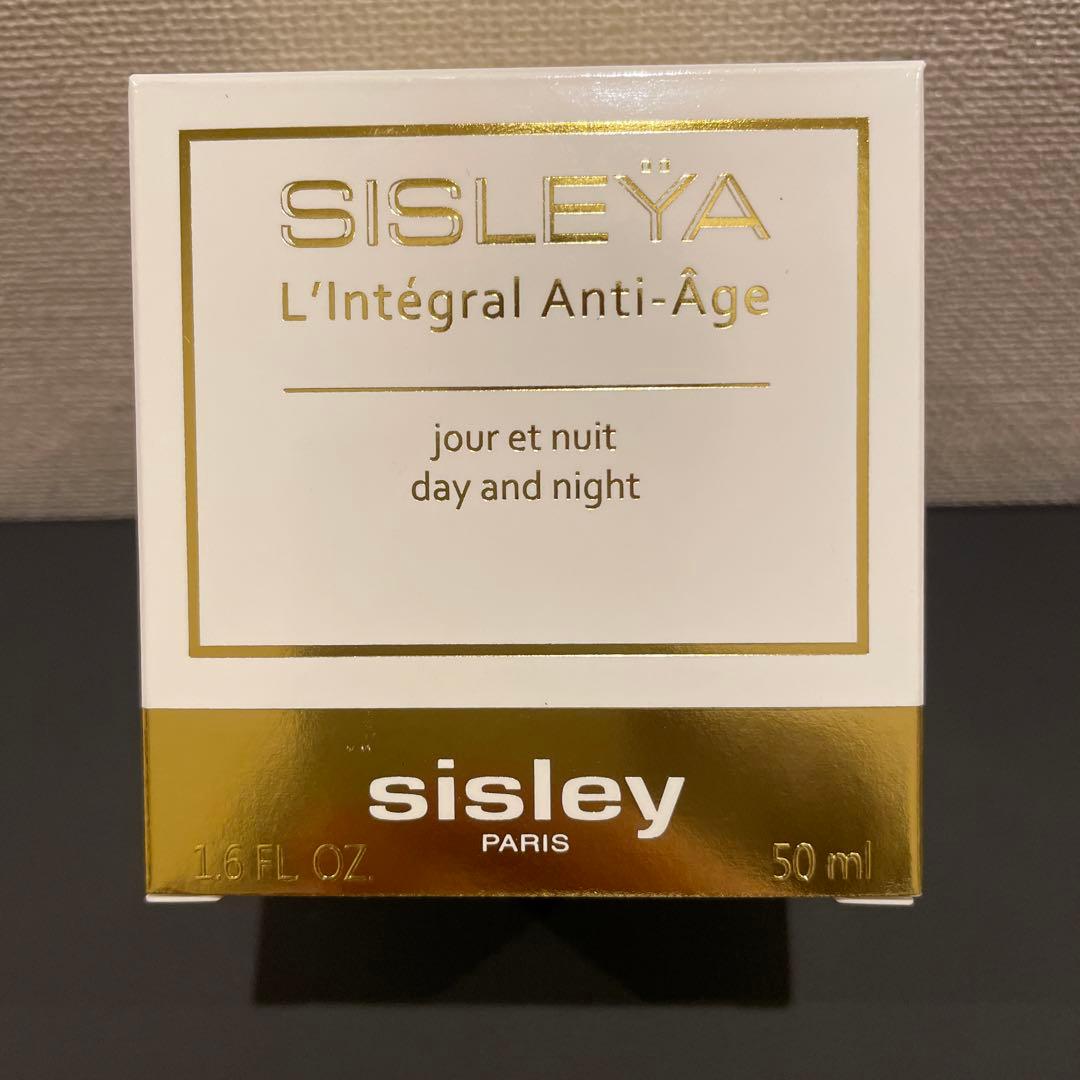 SISLEŸA
L'Intégral Anti-Âge
jour et nuit
day and night
sisley
PARIS
1.6 FL OZ.
50 ml